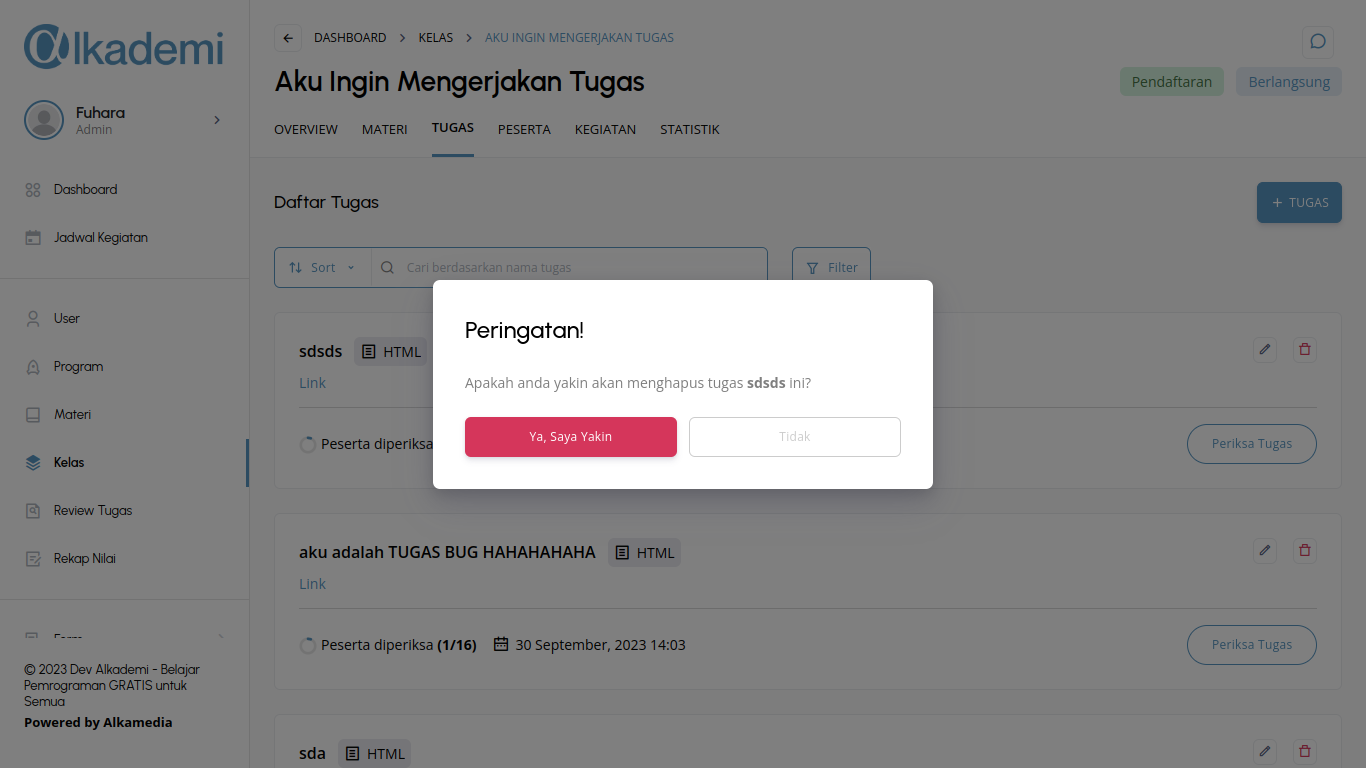 Alkademi
Fuhara
Admin
Dashboard
Jadwal Kegiatan
User
Program
Materi
Kelas
Review Tugas
Rekap Nilai
Form
© 2023 Dev Alkademi - Belajar
Pemrograman GRATIS untuk
Semua
Powered by Alkamedia
DASHBOARD > KELAS > AKU INGIN MENGERJAKAN TUGAS
Aku Ingin Mengerjakan Tugas
Pendaftaran Berlangsung
OVERVIEW MATERI TUGAS PESERTA KEGIATAN STATISTIK
Daftar Tugas
+ TUGAS
Sort Cari berdasarkan nama tugas Filter
sdsds HTML
Link
Peserta diperiksa
Periksa Tugas
Peringatan!
Apakah anda yakin akan menghapus tugas sdsds ini?
Ya, Saya Yakin Tidak
aku adalah TUGAS BUG HAHAHAHAHA HTML
Link
Peserta diperiksa (1/16) 30 September, 2023 14:03
Periksa Tugas
sda HTML